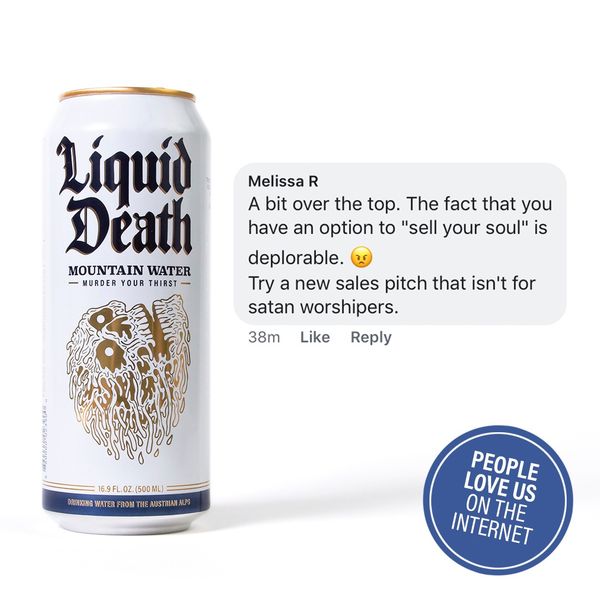 Liquid
Death
MOUNTAIN WATER
MURDER YOUR THIRST
16.9 FL. OZ. (500 ML)
DRINKING WATER FROM THE AUSTRIAN ALPS
Melissa R
A bit over the top. The fact that you
have an option to "sell your soul" is
deplorable. 😠
Try a new sales pitch that isn't for
satan worshipers.
38m Like Reply
PEOPLE
LOVE US
ON THE
INTERNET